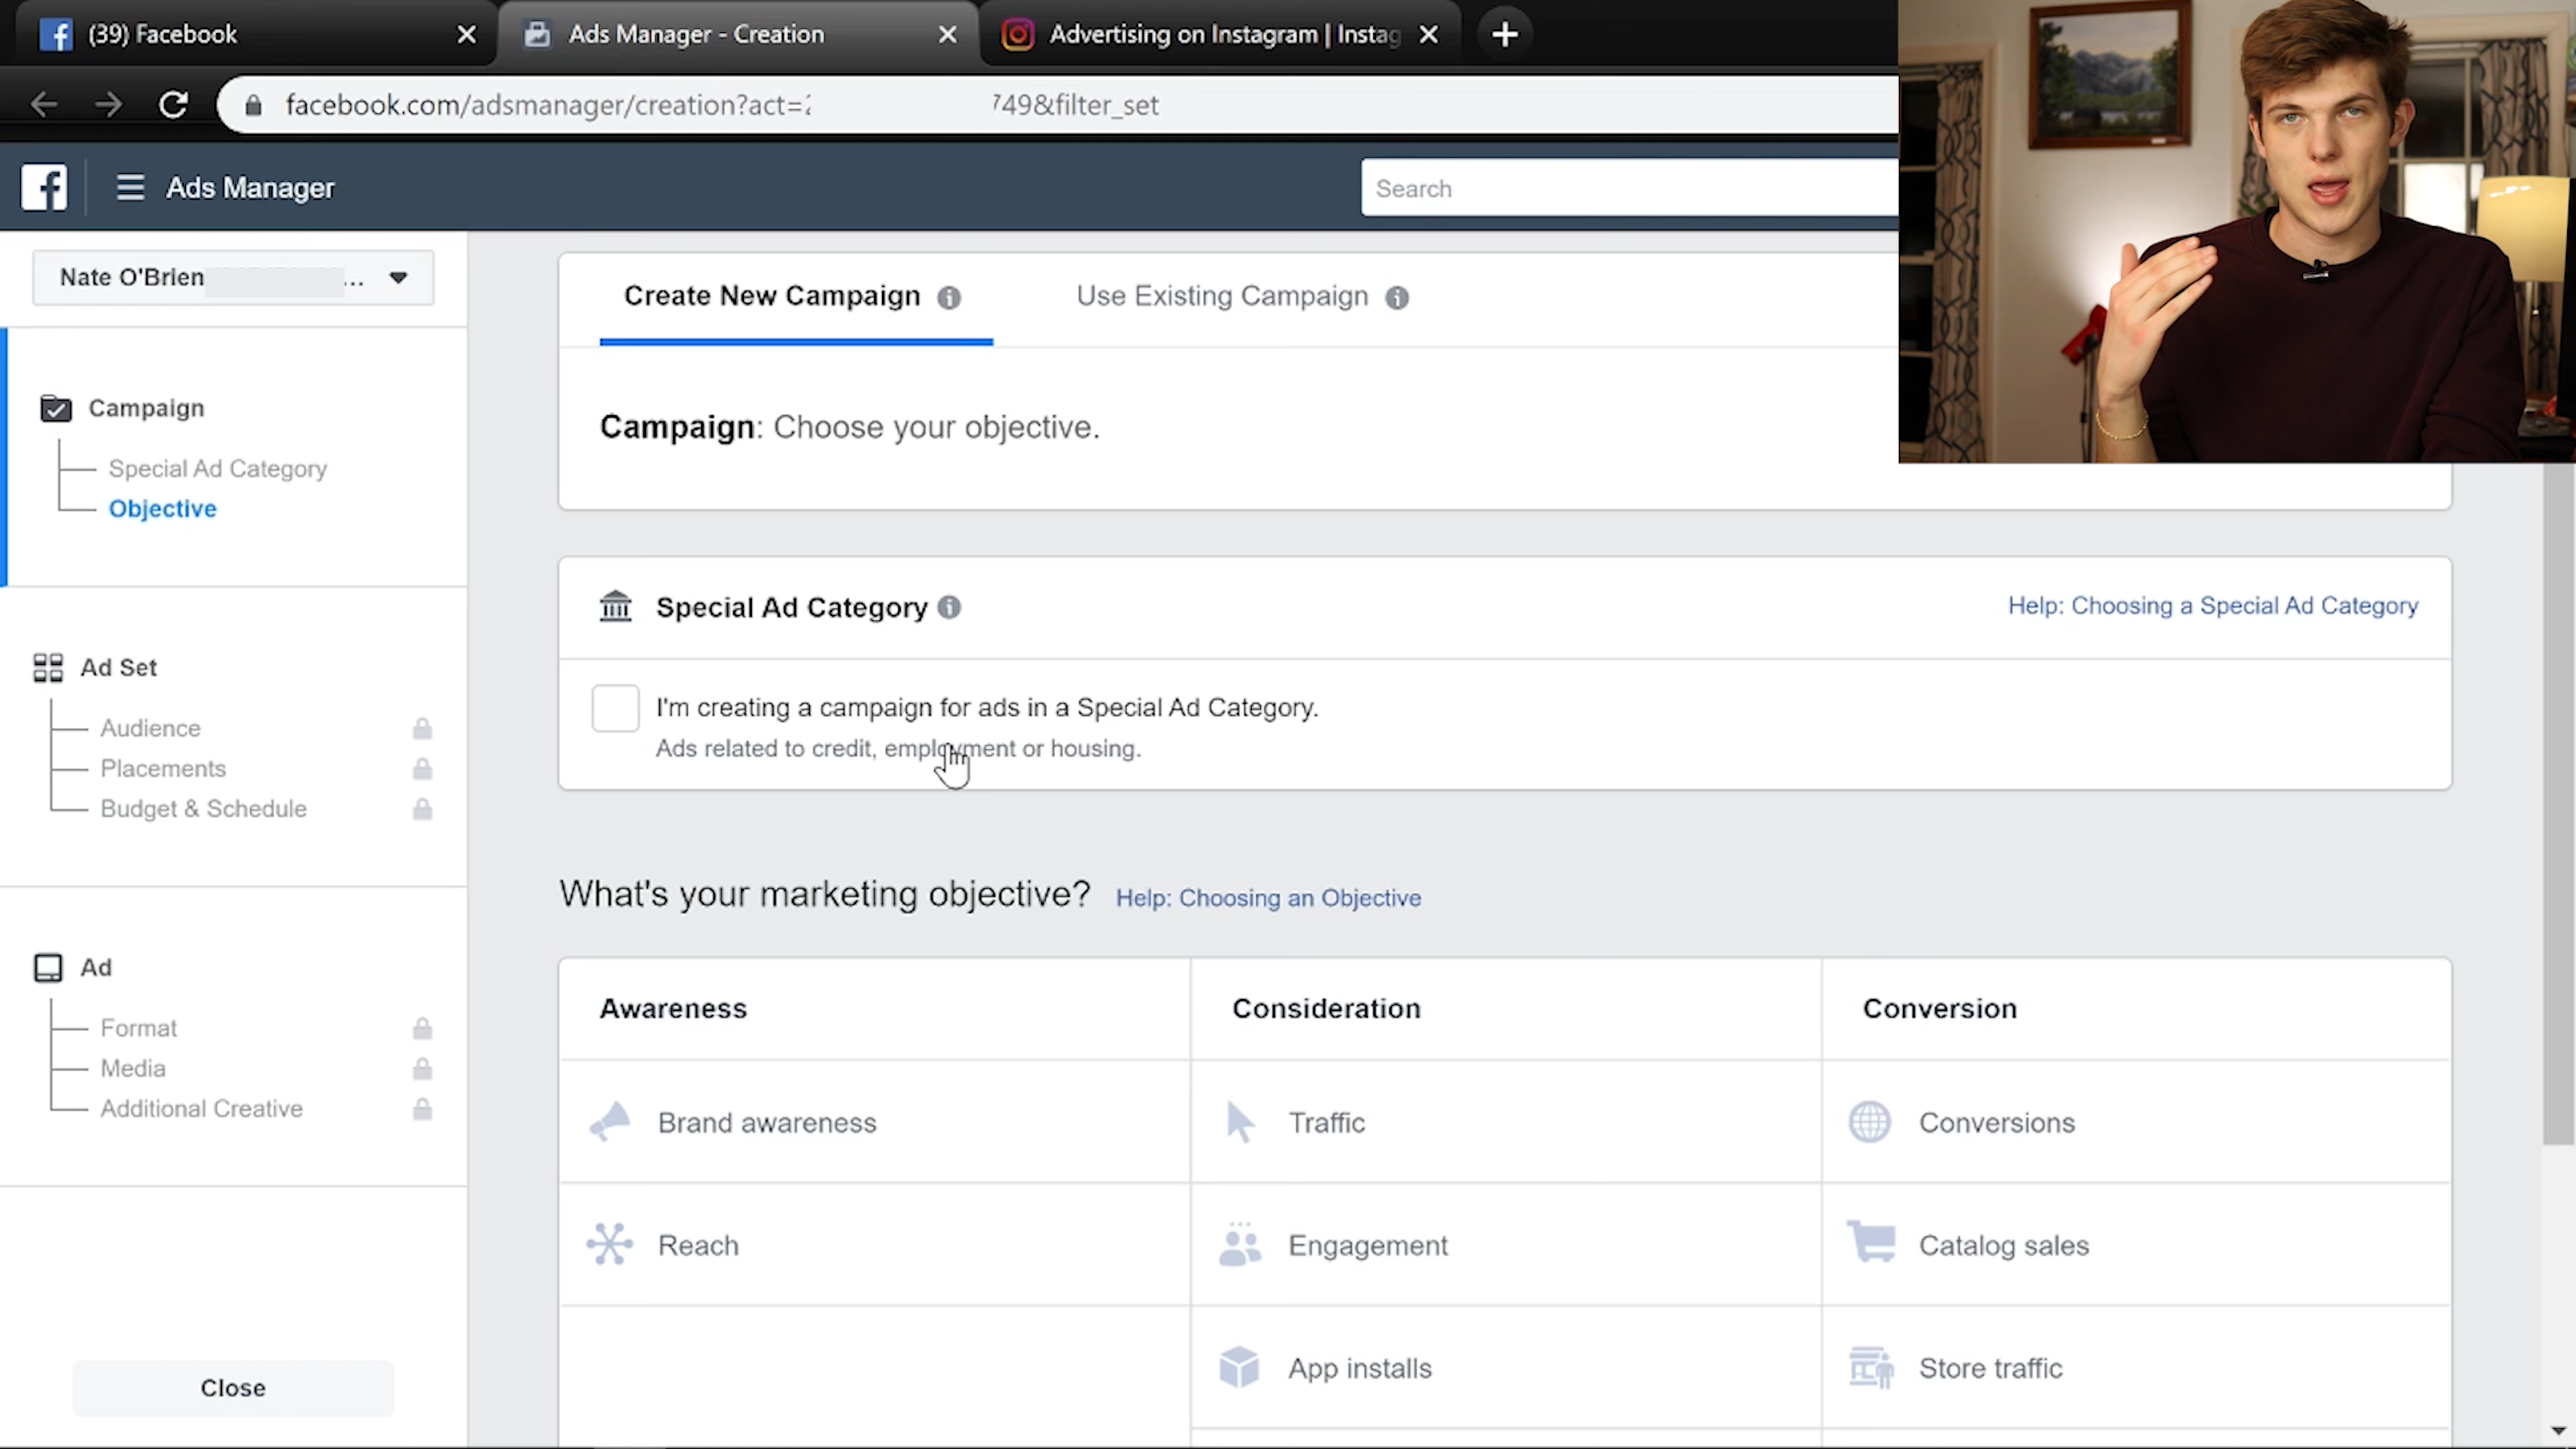 (39) Facebook
Ads Manager - Creation
Advertising on Instagram | Instag
facebook.com/adsmanager/creation?act=2
749&filter_set
Ads Manager
Search
Nate O'Brien ...
Create New Campaign
Use Existing Campaign
Campaign: Choose your objective.
Campaign
Special Ad Category
Objective
Ad Set
Audience
Placements
Budget & Schedule
Ad
Format
Media
Additional Creative
Close
Special Ad Category
Help: Choosing a Special Ad Category
I'm creating a campaign for ads in a Special Ad Category.
Ads related to credit, employment or housing.
What's your marketing objective? Help: Choosing an Objective
Awareness
Consideration
Conversion
Brand awareness
Traffic
Conversions
Reach
Engagement
Catalog sales
App installs
Store traffic